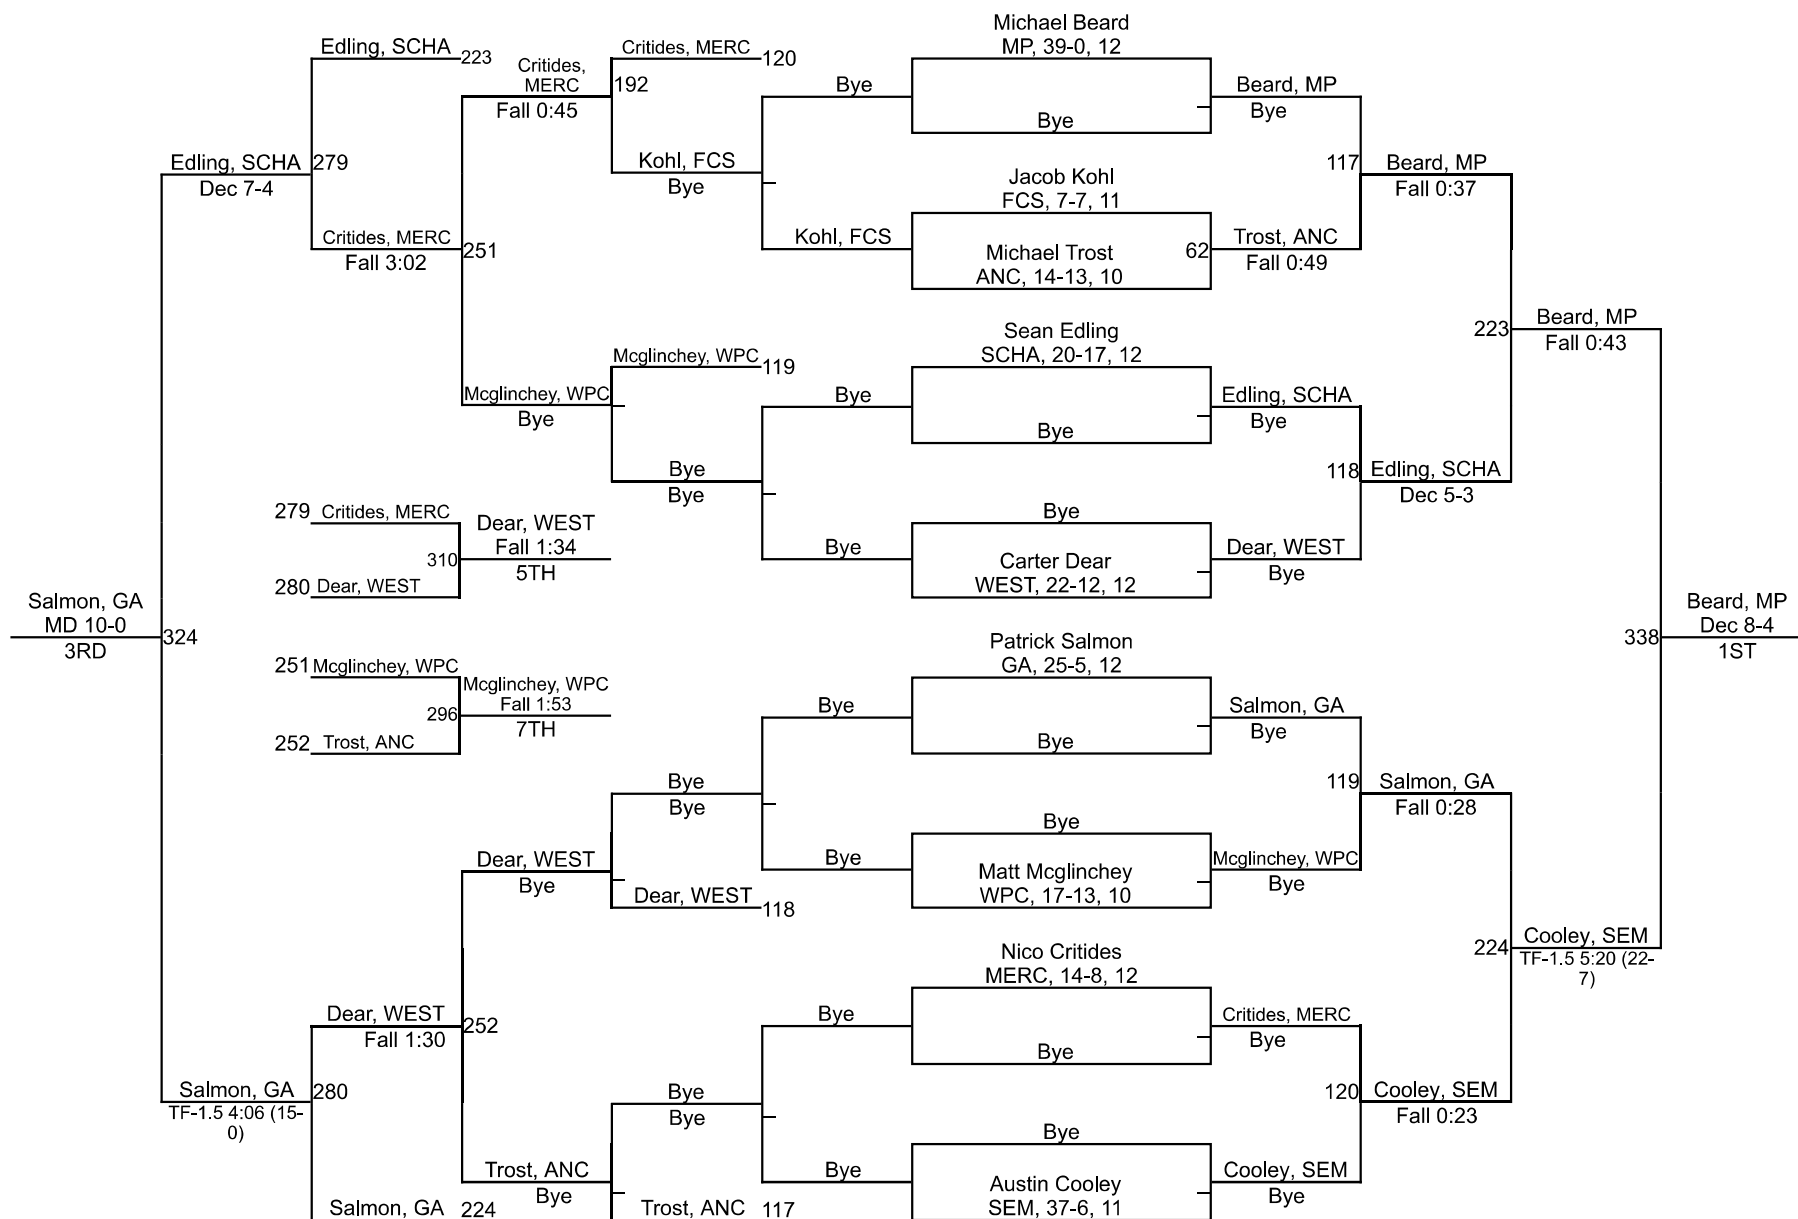 Michael Beard
MP, 39-0, 12
Edling, SCHA
223
Critides, MERC
120
Critides,
MERC
192
Fall 0:45
Bye
Beard, MP
Bye
Bye
Edling, SCHA
279
Dec 7-4
Kohl, FCS
Bye
117
Beard, MP
Fall 0:37
Jacob Kohl
FCS, 7-7, 11
Critides, MERC
251
Fall 3:02
Kohl, FCS
Michael Trost
ANC, 14-13, 10
62
Trost, ANC
Fall 0:49
Sean Edling
SCHA, 20-17, 12
223
Beard, MP
Fall 0:43
Mcglinchey, WPC
119
Mcglinchey, WPC
Bye
Bye
Edling, SCHA
Bye
Bye
Bye
Bye
118
Edling, SCHA
Dec 5-3
279
Critides, MERC
Dear, WEST
Fall 1:34
310
5TH
280
Dear, WEST
Bye
Bye
Carter Dear
WEST, 22-12, 12
Dear, WEST
Bye
Salmon, GA
MD 10-0
324
3RD
338
Beard, MP
Dec 8-4
1ST
Patrick Salmon
GA, 25-5, 12
251
Mcglinchey, WPC
Mcglinchey, WPC
Fall 1:53
296
7TH
252
Trost, ANC
Bye
Bye
Salmon, GA
Bye
Bye
Bye
119
Salmon, GA
Fall 0:28
Dear, WEST
Bye
Bye
Bye
Matt Mcglinchey
WPC, 17-13, 10
Mcglinchey, WPC
Bye
Dear, WEST
118
Nico Critides
MERC, 14-8, 12
224
Cooley, SEM
TF-1.5 5:20 (22-
7)
Dear, WEST
252
Fall 1:30
Bye
Bye
Critides, MERC
Bye
Salmon, GA
280
TF-1.5 4:06 (15-
0)
Bye
Bye
120
Cooley, SEM
Fall 0:23
Bye
Trost, ANC
Bye
Bye
Austin Cooley
SEM, 37-6, 11
Cooley, SEM
Bye
Salmon, GA
224
Trost, ANC
117